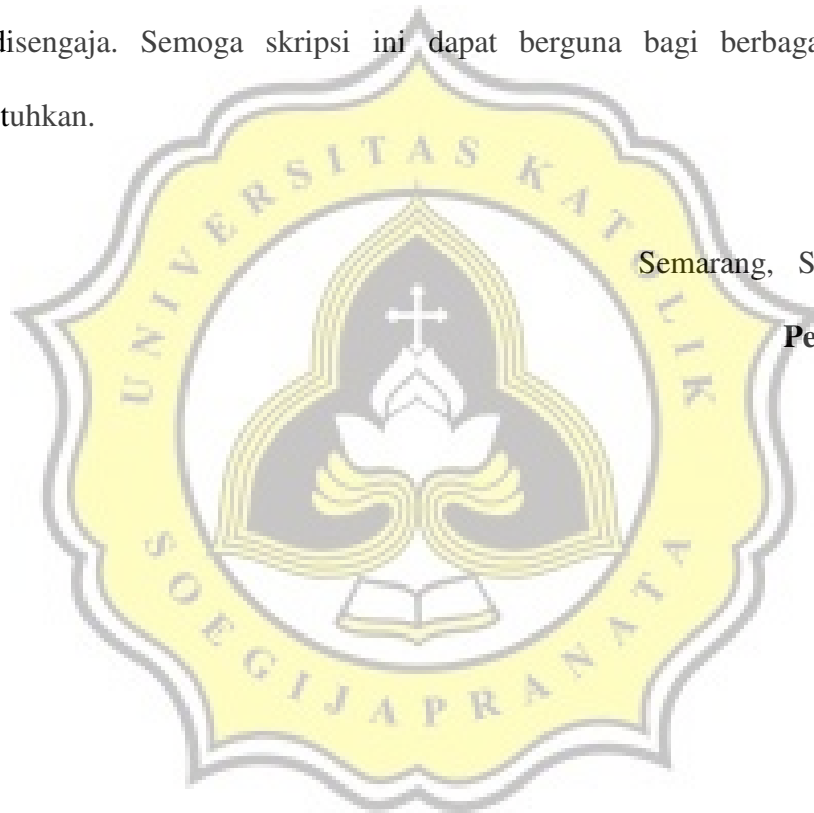 disengaja. Semoga skripsi ini dapat berguna bagi berbaga
tuhkan.
UNIVERSITAS KATOLIK
Semarang, S
Pe
SOEGIJAPRANATA